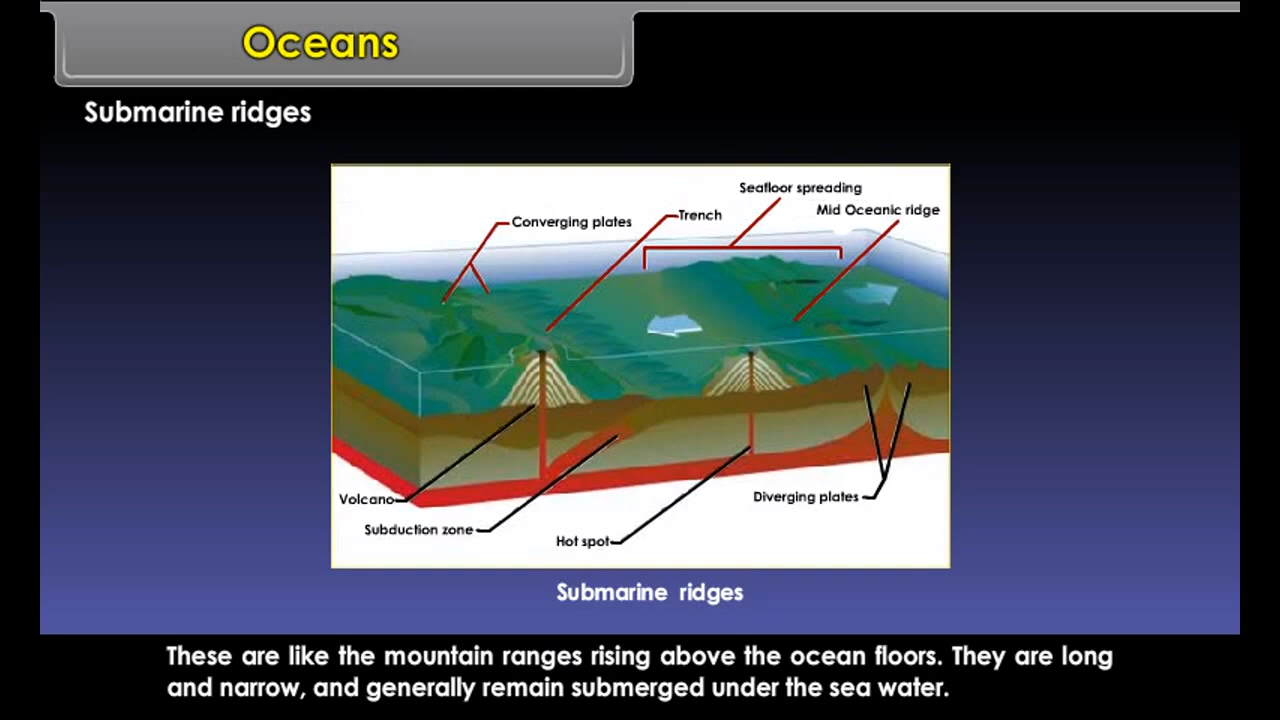 Oceans
Submarine ridges
Seafloor spreading
Mid Oceanic ridge
Trench
Converging plates
Volcano
Diverging plates
Subduction zone
Hot spot
Submarine ridges
These are like the mountain ranges rising above the ocean floors. They are long
and narrow, and generally remain submerged under the sea water.